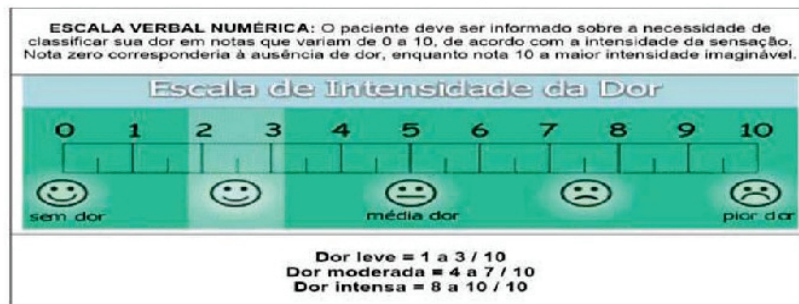 ESCALA VERBAL NUMÉRICA: O paciente deve ser informado sobre a necessidade de
classificar sua dor em notas que variam de 0 a 10, de acordo com a intensidade da sensação.
Nota zero corresponderia à ausência de dor, enquanto nota 10 a maior intensidade imaginável.
Escala de Intensidade da Dor
0 1 2 3 4 5 6 7 8 9 10
sem dor média dor pior dor
Dor leve = 1 a 3 / 10
Dor moderada = 4 a 7 / 10
Dor intensa = 8 a 10 / 10